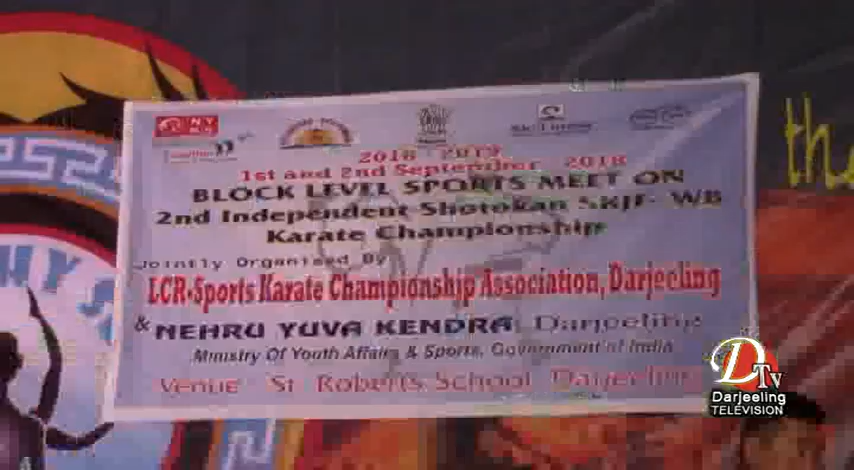 2018 - 2019
1st and 2nd September 2018
BLOCK LEVEL SPORTS MEET ON
2nd Independent Shotokan SKIF- WB
Karate Championship
Jointly Organised By
LCR-Sports Karate Championship Association, Darjeeling
& NEHRU YUVA KENDRA, Darjeeling
Ministry Of Youth Affairs & Sports, Government of India
Venue St. Robert's School Darjeeling
the
DTv
Darjeeling
TELEVISION